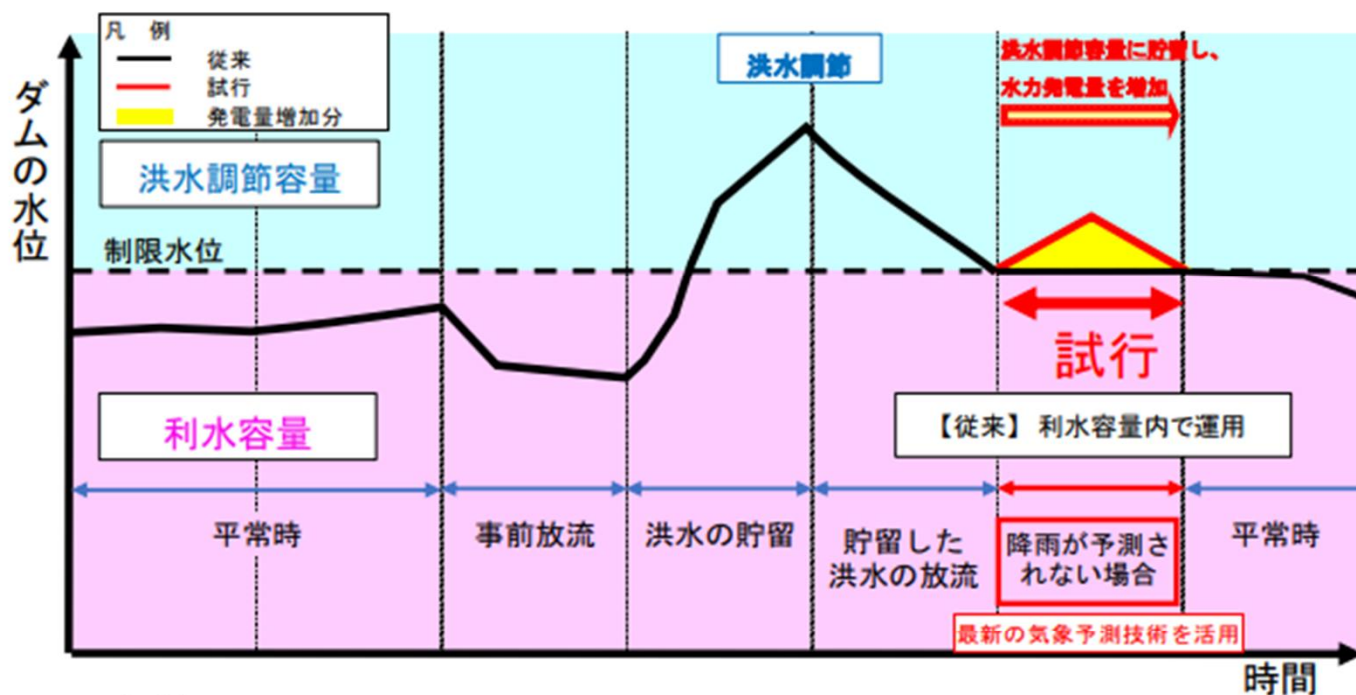 凡 例
従来
試行
発電量増加分
ダムの水位
洪水調節容量
制限水位
洪水調節
洪水調節容量に貯留し、
水力発電量を増加
試行
利水容量
【従来】利水容量内で運用
平常時
事前放流
洪水の貯留
貯留した
洪水の放流
降雨が予測さ
れない場合
平常時
最新の気象予測技術を活用
時間